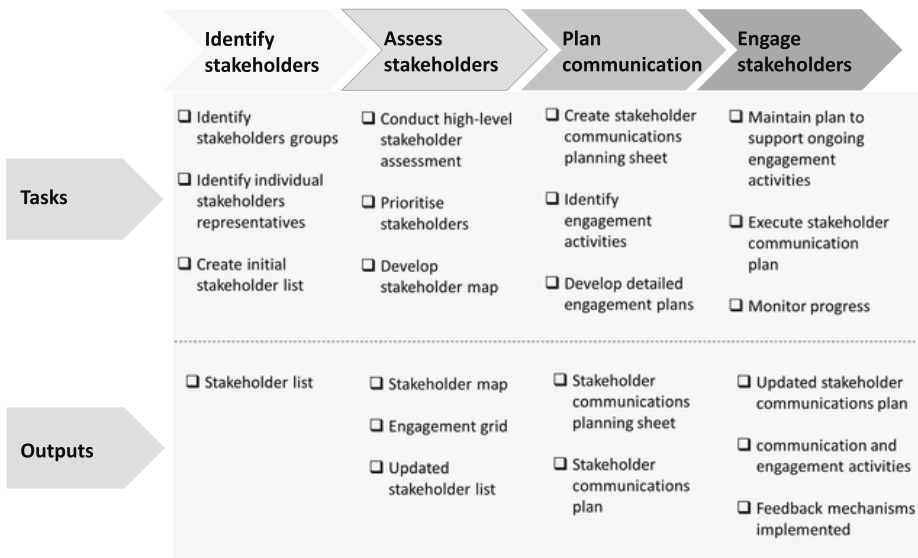 Identify
stakeholders
Assess
stakeholders
Plan
communication
Engage
stakeholders
Tasks
❑ Identify
stakeholders groups
❑ Identify individual
stakeholders
representatives
❑ Create initial
stakeholder list
❑ Conduct high-level
stakeholder
assessment
❑ Prioritise
stakeholders
❑ Develop
stakeholder map
❑ Create stakeholder
communications
planning sheet
❑ Identify
engagement
activities
❑ Develop detailed
engagement plans
❑ Maintain plan to
support ongoing
engagement
activities
❑ Execute stakeholder
communication
plan
❑ Monitor progress
Outputs
❑ Stakeholder list
❑ Stakeholder map
❑ Engagement grid
❑ Updated
stakeholder list
❑ Stakeholder
communications
planning sheet
❑ Stakeholder
communications
plan
❑ Updated stakeholder
communications plan
❑ communication and
engagement activities
❑ Feedback mechanisms
implemented